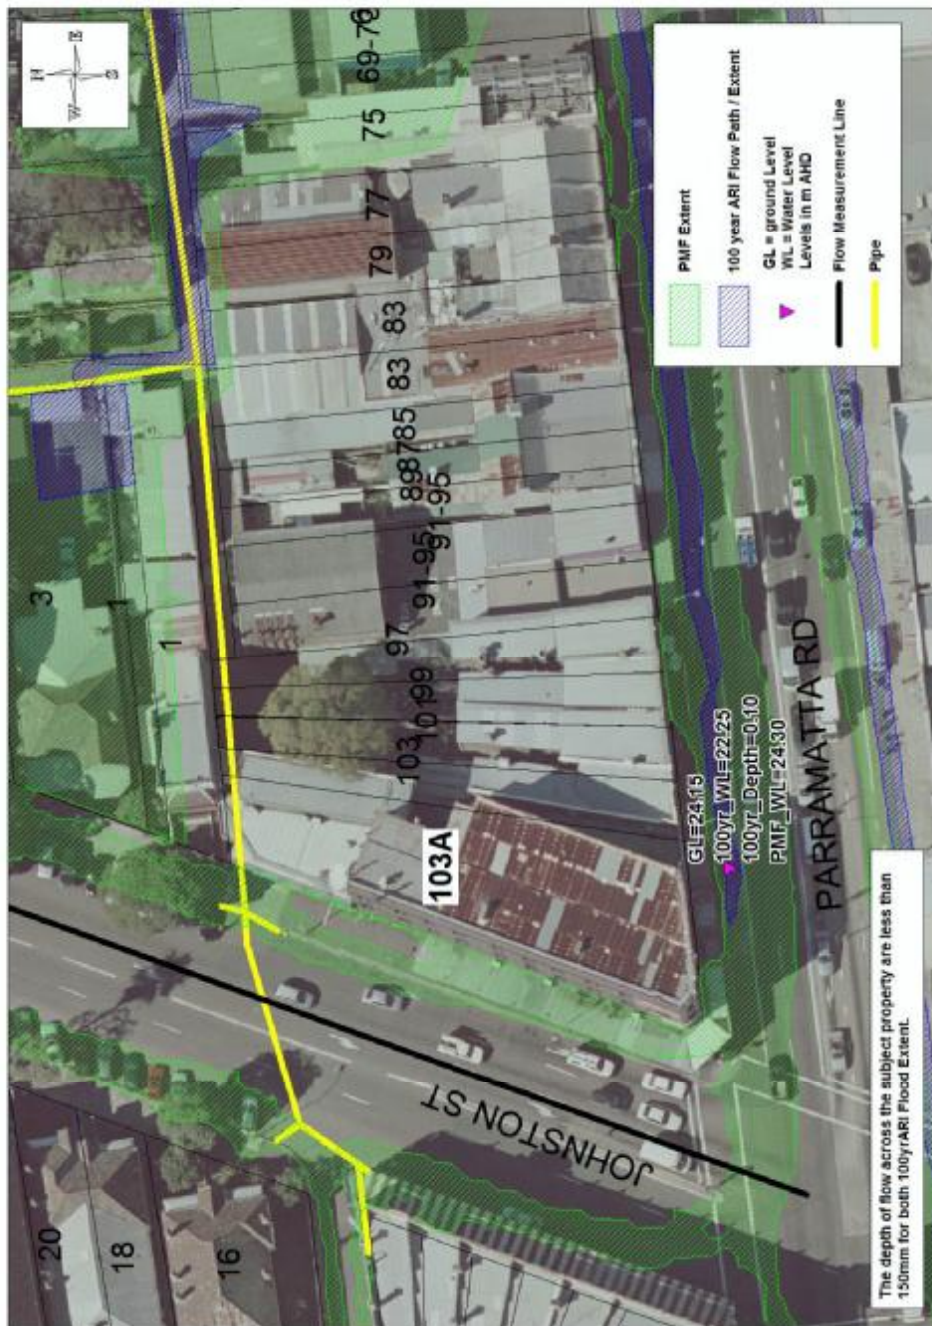 N
W
E
S
69-7
75
77
79
83
83
85
87
89
91-95
91-95
97
99
101
103
103A
3
1
1
20
18
16
JOHNSTON ST
PARRAMATTA RD
GL=24.15
100yr_WL=22.25
100yr_Depth=0.10
PMF_WL=24.30
PMF Extent
100 year ARI Flow Path / Extent
GL = ground Level
WL = Water Level
Levels in m AHD
Flow Measurement Line
Pipe
The depth of flow across the subject property are less than
150mm for both 100yrARI Flood Extent.